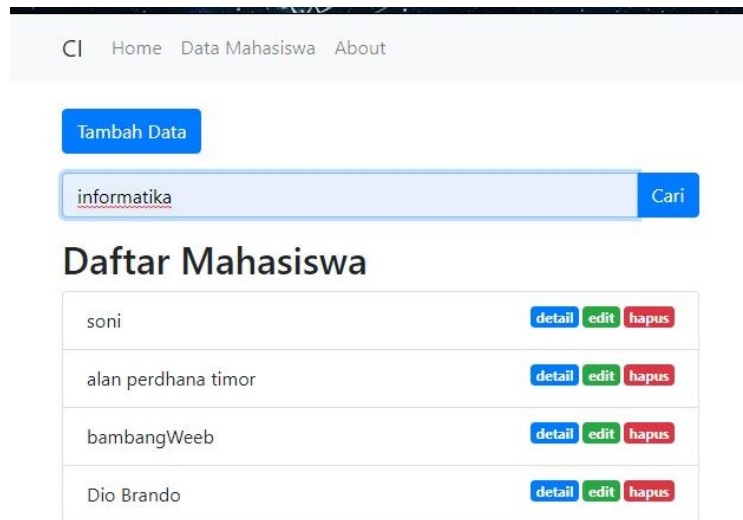 CI Home Data Mahasiswa About
Tambah Data
informatika Cari
Daftar Mahasiswa
soni detail edit hapus
alan perdhana timor detail edit hapus
bambangWeeb detail edit hapus
Dio Brando detail edit hapus